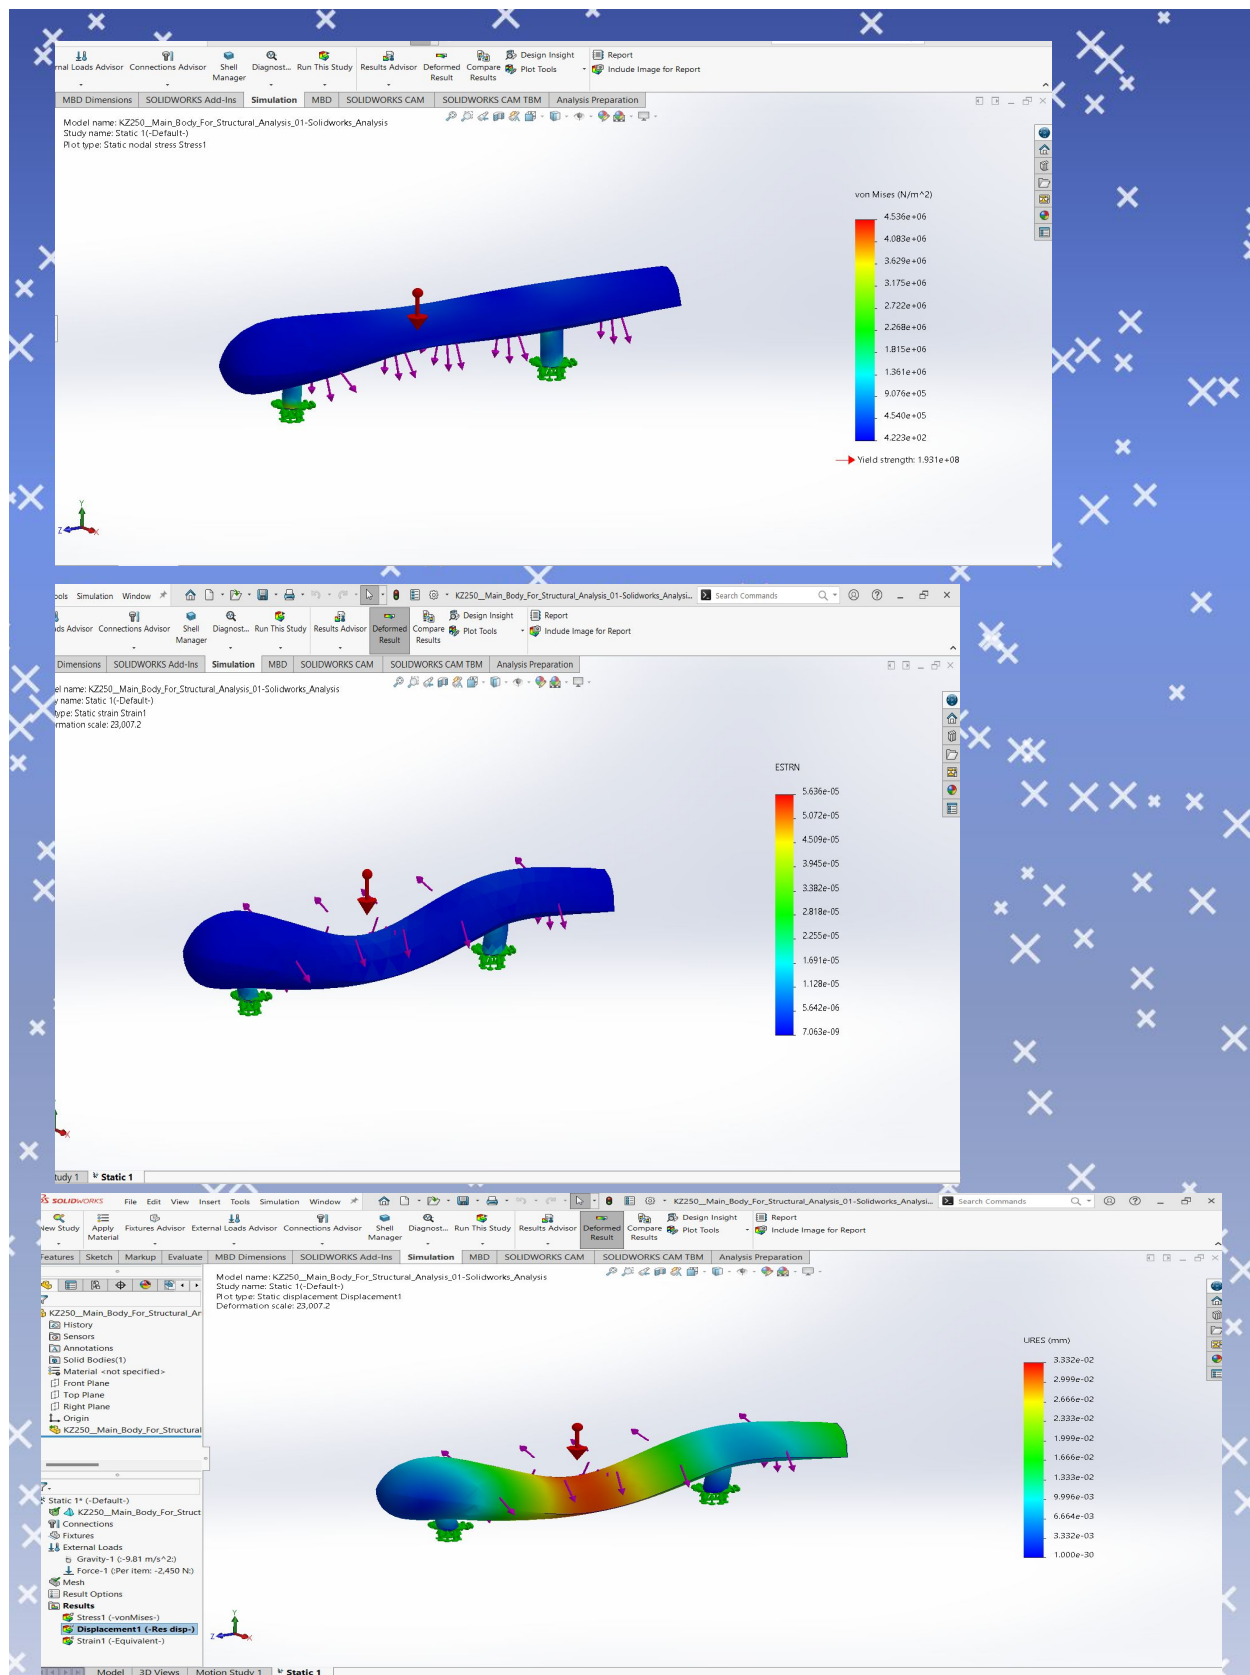 Design Insight Report
nal Loads Advisor Connections Advisor Shell Manager Diagnost... Run This Study Results Advisor Deformed Result Compare Results Plot Tools Include Image for Report
MBD Dimensions SOLIDWORKS Add-Ins Simulation MBD SOLIDWORKS CAM SOLIDWORKS CAM TBM Analysis Preparation
Model name: KZ250__Main_Body_For_Structural_Analysis_01-Solidworks_Analysis
Study name: Static 1(-Default-)
Plot type: Static nodal stress Stress1
von Mises (N/m^2)
4.536e+06
4.083e+06
3.629e+06
3.175e+06
2.722e+06
2.268e+06
1.815e+06
1.361e+06
9.076e+05
4.540e+05
4.223e+02
Yield strength: 1.931e+08
Y
Z X
ools Simulation Window KZ250__Main_Body_For_Structural_Analysis_01-Solidworks_Analysi... Search Commands
Design Insight Report
ds Advisor Connections Advisor Shell Manager Diagnost... Run This Study Results Advisor Deformed Result Compare Results Plot Tools Include Image for Report
Dimensions SOLIDWORKS Add-Ins Simulation MBD SOLIDWORKS CAM SOLIDWORKS CAM TBM Analysis Preparation
el name: KZ250__Main_Body_For_Structural_Analysis_01-Solidworks_Analysis
y name: Static 1(-Default-)
ype: Static strain Strain1
rmation scale: 23,007.2
ESTRN
5.636e-05
5.072e-05
4.509e-05
3.945e-05
3.382e-05
2.818e-05
2.255e-05
1.691e-05
1.128e-05
5.642e-06
7.063e-09
X
tudy 1 Static 1
SOLIDWORKS File Edit View Insert Tools Simulation Window KZ250__Main_Body_For_Structural_Analysis_01-Solidworks_Analysi... Search Commands
Design Insight Report
New Study Apply Material Fixtures Advisor External Loads Advisor Connections Advisor Shell Manager Diagnost... Run This Study Results Advisor Deformed Result Compare Results Plot Tools Include Image for Report
Features Sketch Markup Evaluate MBD Dimensions SOLIDWORKS Add-Ins Simulation MBD SOLIDWORKS CAM SOLIDWORKS CAM TBM Analysis Preparation
Model name: KZ250__Main_Body_For_Structural_Analysis_01-Solidworks_Analysis
Study name: Static 1(-Default-)
Plot type: Static displacement Displacement1
Deformation scale: 23,007.2
KZ250__Main_Body_For_Structural_An
History
Sensors
Annotations
Solid Bodies(1)
Material <not specified>
Front Plane
Top Plane
Right Plane
Origin
KZ250__Main_Body_For_Structural
Static 1* (-Default-)
KZ250__Main_Body_For_Struct
Connections
Fixtures
External Loads
Gravity-1 (:-9.81 m/s^2:)
Force-1 (:Per item: -2,450 N:)
Mesh
Result Options
Results
Stress1 (-vonMises-)
Displacement1 (-Res disp-)
Strain1 (-Equivalent-)
URES (mm)
3.332e-02
2.999e-02
2.666e-02
2.333e-02
1.999e-02
1.666e-02
1.333e-02
9.996e-03
6.664e-03
3.332e-03
1.000e-30
Y
Z X
Model 3D Views Motion Study 1 Static 1